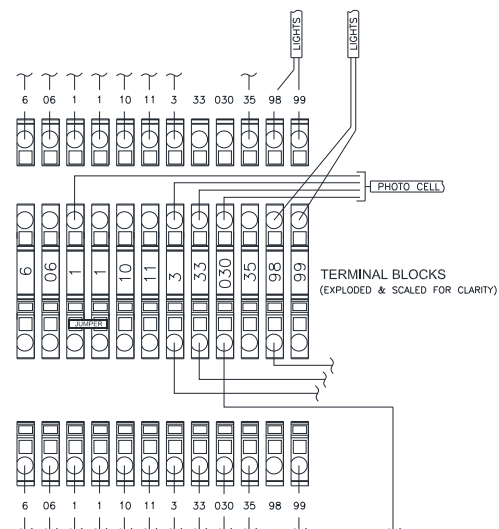 LIGHTS
LIGHTS
6 06 1 1 10 11 3 33 030 35 98 99
PHOTO CELL
6 06 1 1 10 11 3 33 030 35 98 99
TERMINAL BLOCKS
(EXPLODED & SCALED FOR CLARITY)
JUMPER
6 06 1 1 10 11 3 33 030 35 98 99